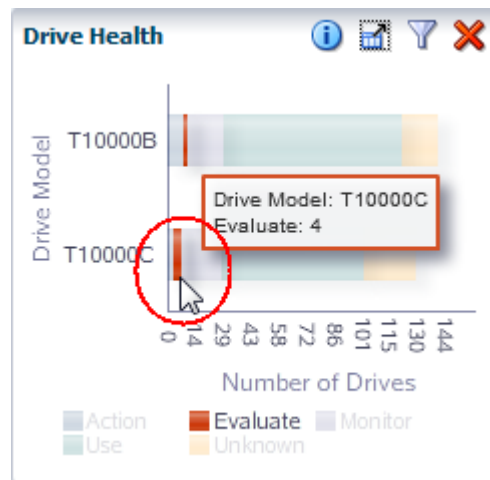 Drive Health
T10000B
Drive Model: T10000C
Evaluate: 4
T10000C
Drive Model
0 14 29 43 58 72 86 101 115 130 144
Number of Drives
Action Evaluate Monitor
Use Unknown